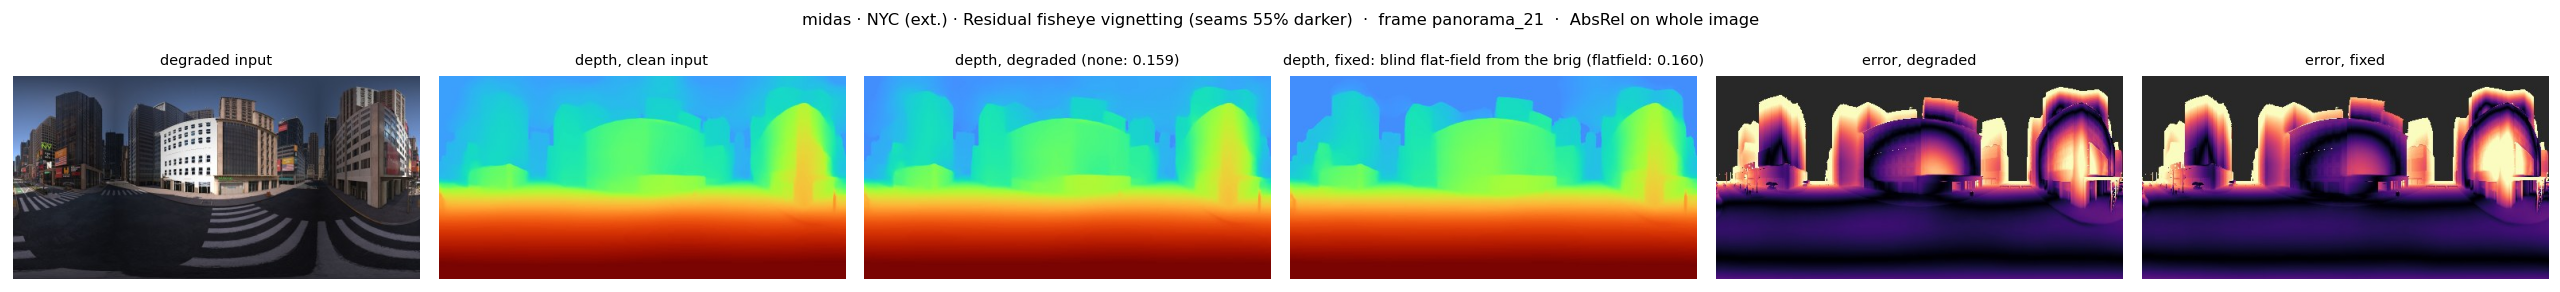 midas · NYC (ext.) · Residual fisheye vignetting (seams 55% darker) · frame panorama_21 · AbsRel on whole image
degraded input
depth, clean input
depth, degraded (none: 0.159)
depth, fixed: blind flat-field from the brig (flatfield: 0.160)
error, degraded
error, fixed